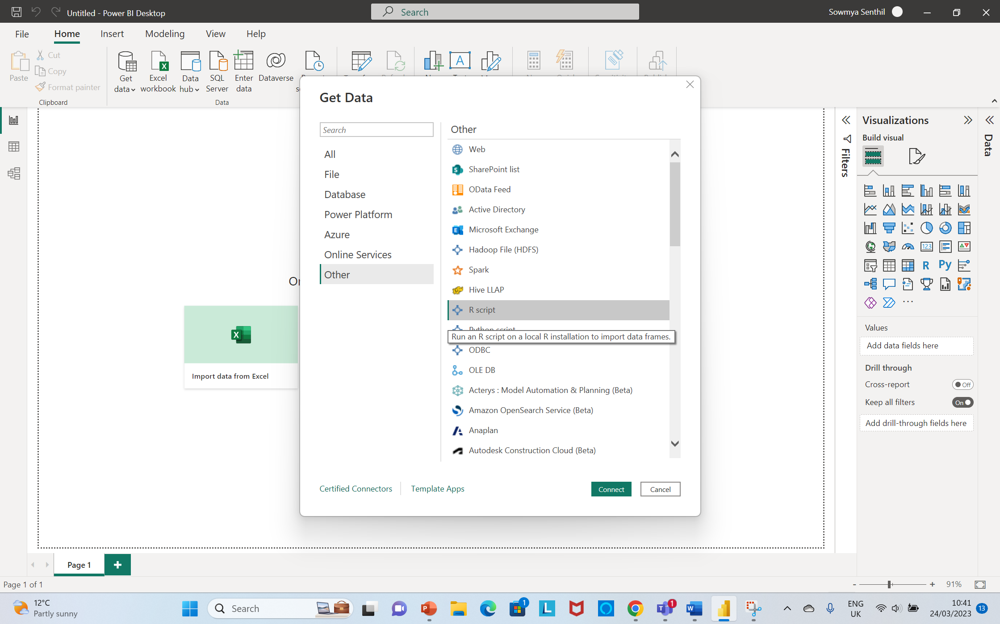 Untitled - Power BI Desktop
Search
Sowmya Senthil
File
Home
Insert
Modeling
View
Help
Paste
Cut
Copy
Format painter
Clipboard
Get data
Excel workbook
Data hub
SQL Server
Enter data
Dataverse
Data
Get Data
Search
All
File
Database
Power Platform
Azure
Online Services
Other
Other
Web
SharePoint list
OData Feed
Active Directory
Microsoft Exchange
Hadoop File (HDFS)
Spark
Hive LLAP
R script
Python script
Run an R script on a local R installation to import data frames.
ODBC
OLE DB
Acterys : Model Automation & Planning (Beta)
Amazon OpenSearch Service (Beta)
Anaplan
Autodesk Construction Cloud (Beta)
Certified Connectors
Template Apps
Connect
Cancel
Import data from Excel
Filters
Visualizations
Build visual
123
R
Py
Values
Add data fields here
Drill through
Cross-report
Off
Keep all filters
On
Add drill-through fields here
Data
Page 1
Page 1 of 1
- + 91%
12°C
Partly sunny
Search
1
1
ENG
UK
10:41
24/03/2023
13